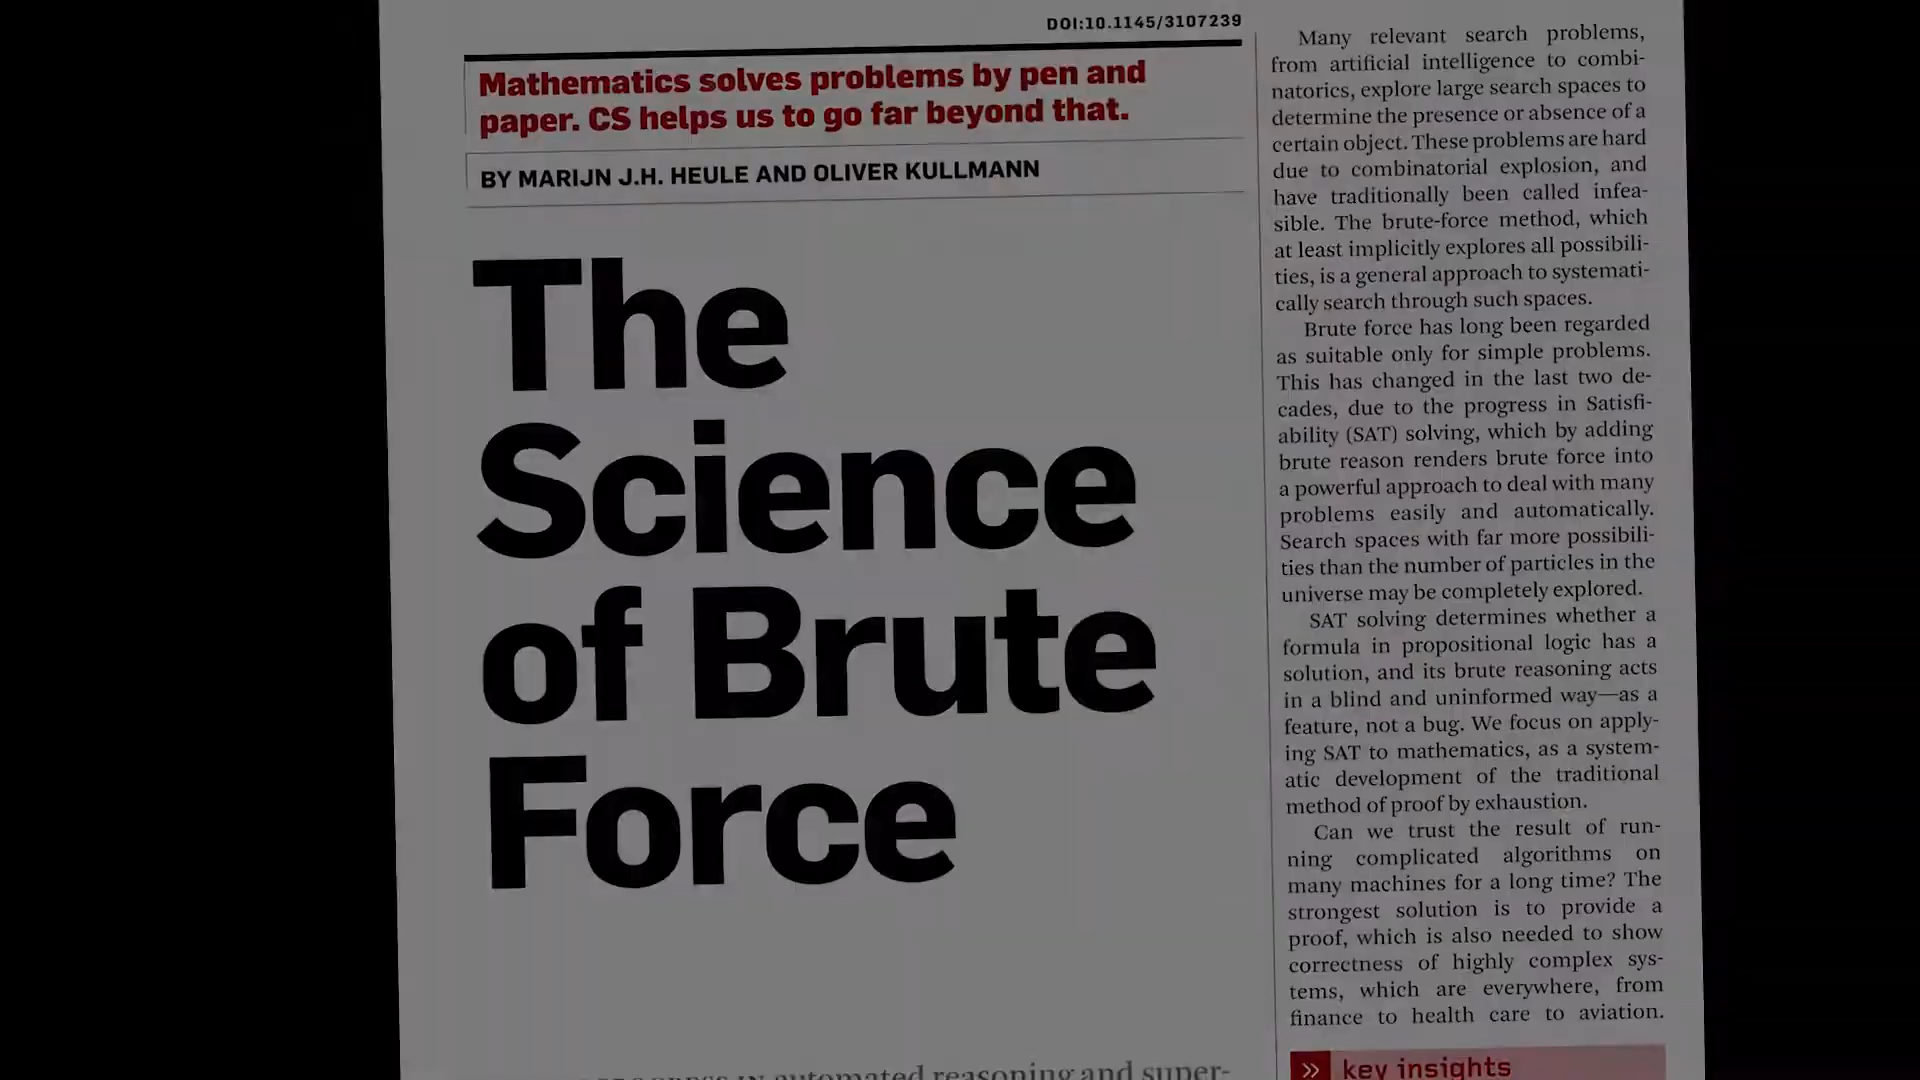 DOI:10.1145/3107239
Mathematics solves problems by pen and
paper. CS helps us to go far beyond that.
BY MARIJN J.H. HEULE AND OLIVER KULLMANN
The
Science
of Brute
Force
in automated reasoning and super-
Many relevant search problems,
from artificial intelligence to combi-
natorics, explore large search spaces to
determine the presence or absence of a
certain object. These problems are hard
due to combinatorial explosion, and
have traditionally been called infea-
sible. The brute-force method, which
at least implicitly explores all possibili-
ties, is a general approach to systemati-
cally search through such spaces.
Brute force has long been regarded
as suitable only for simple problems.
This has changed in the last two de-
cades, due to the progress in Satisfi-
ability (SAT) solving, which by adding
brute reason renders brute force into
a powerful approach to deal with many
problems easily and automatically.
Search spaces with far more possibili-
ties than the number of particles in the
universe may be completely explored.
SAT solving determines whether a
formula in propositional logic has a
solution, and its brute reasoning acts
in a blind and uninformed way—as a
feature, not a bug. We focus on apply-
ing SAT to mathematics, as a system-
atic development of the traditional
method of proof by exhaustion.
Can we trust the result of run-
ning complicated algorithms on
many machines for a long time? The
strongest solution is to provide a
proof, which is also needed to show
correctness of highly complex sys-
tems, which are everywhere, from
finance to health care to aviation.
» key insights